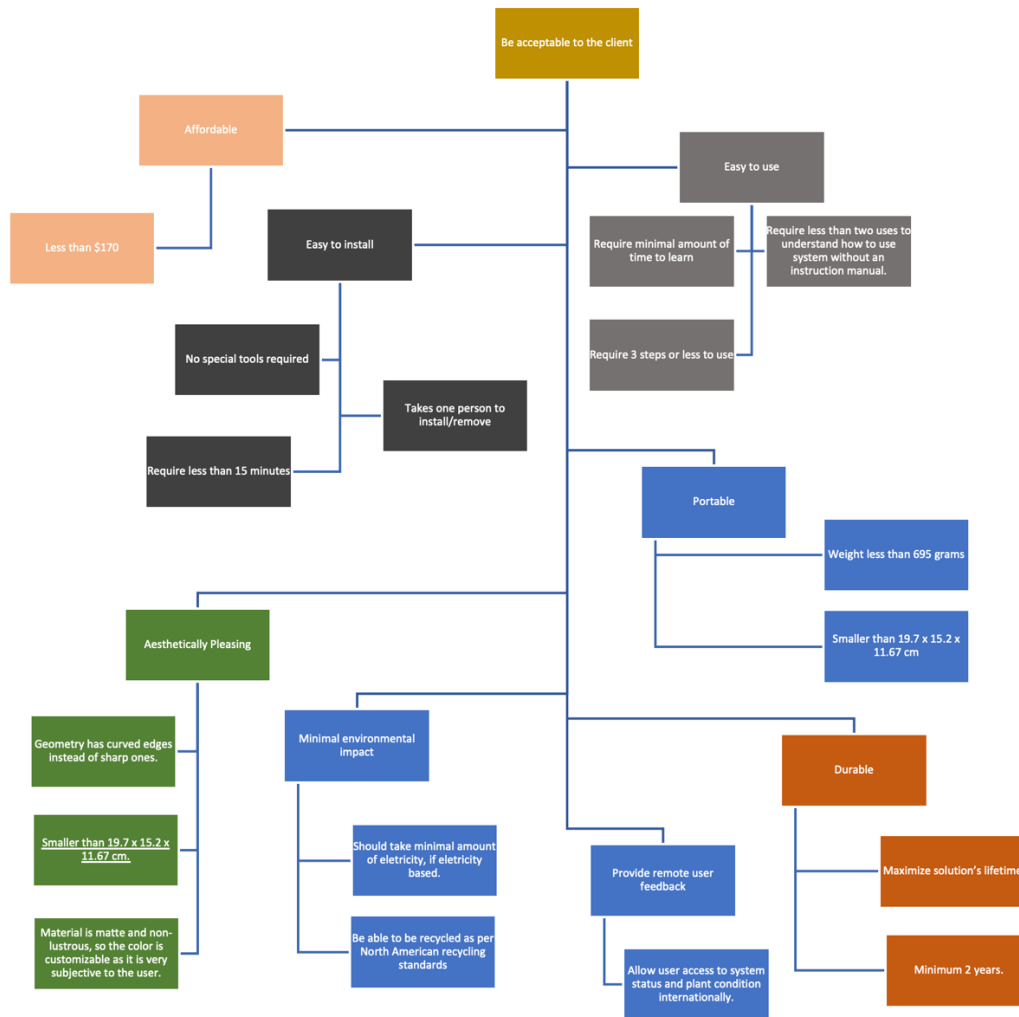 Be acceptable to the client
Affordable
Less than $170
Easy to use
Require minimal amount of
time to learn
Require less than two uses to
understand how to use
system without an
instruction manual.
Require 3 steps or less to use
Easy to install
No special tools required
Takes one person to
install/remove
Require less than 15 minutes
Portable
Weight less than 695 grams
Smaller than 19.7 x 15.2 x
11.67 cm
Aesthetically Pleasing
Geometry has curved edges
instead of sharp ones.
Smaller than 19.7 x 15.2 x
11.67 cm.
Material is matte and non-
lustrous, so the color is
customizable as it is very
subjective to the user.
Minimal environmental
impact
Should take minimal amount
of eletricity, if eletricity
based.
Be able to be recycled as per
North American recycling
standards
Provide remote user
feedback
Allow user access to system
status and plant condition
internationally.
Durable
Maximize solution's lifetime
Minimum 2 years.